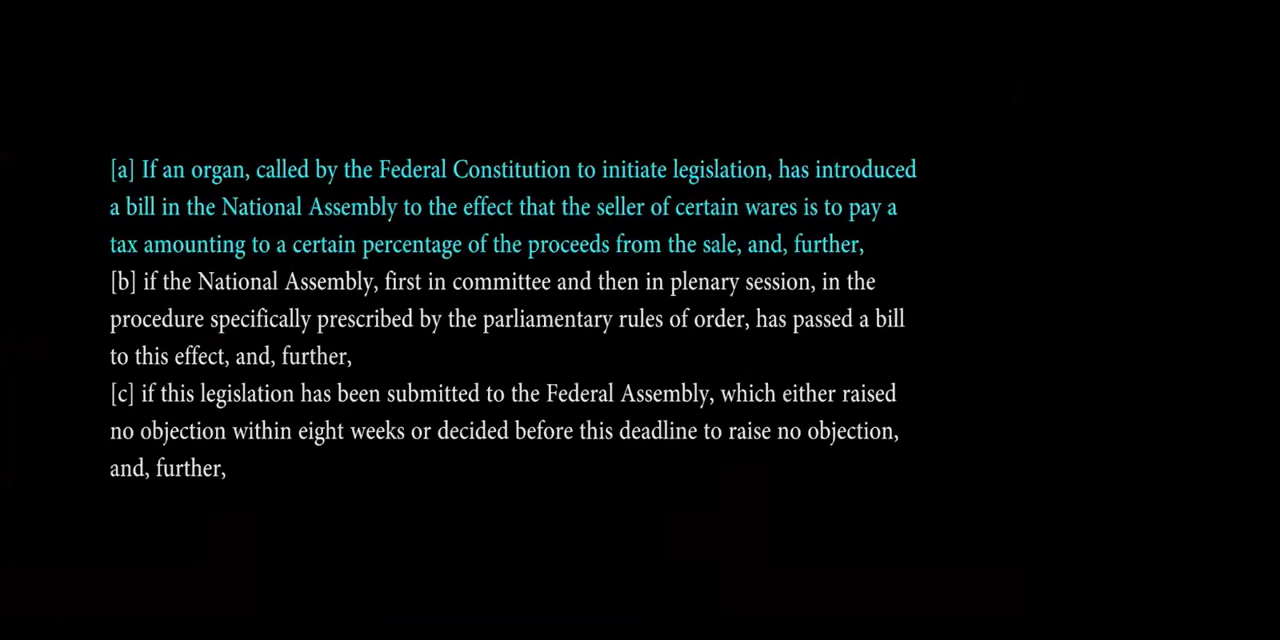 [a] If an organ, called by the Federal Constitution to initiate legislation, has introduced
a bill in the National Assembly to the effect that the seller of certain wares is to pay a
tax amounting to a certain percentage of the proceeds from the sale, and, further,
[b] if the National Assembly, first in committee and then in plenary session, in the
procedure specifically prescribed by the parliamentary rules of order, has passed a bill
to this effect, and, further,
[c] if this legislation has been submitted to the Federal Assembly, which either raised
no objection within eight weeks or decided before this deadline to raise no objection,
and, further,